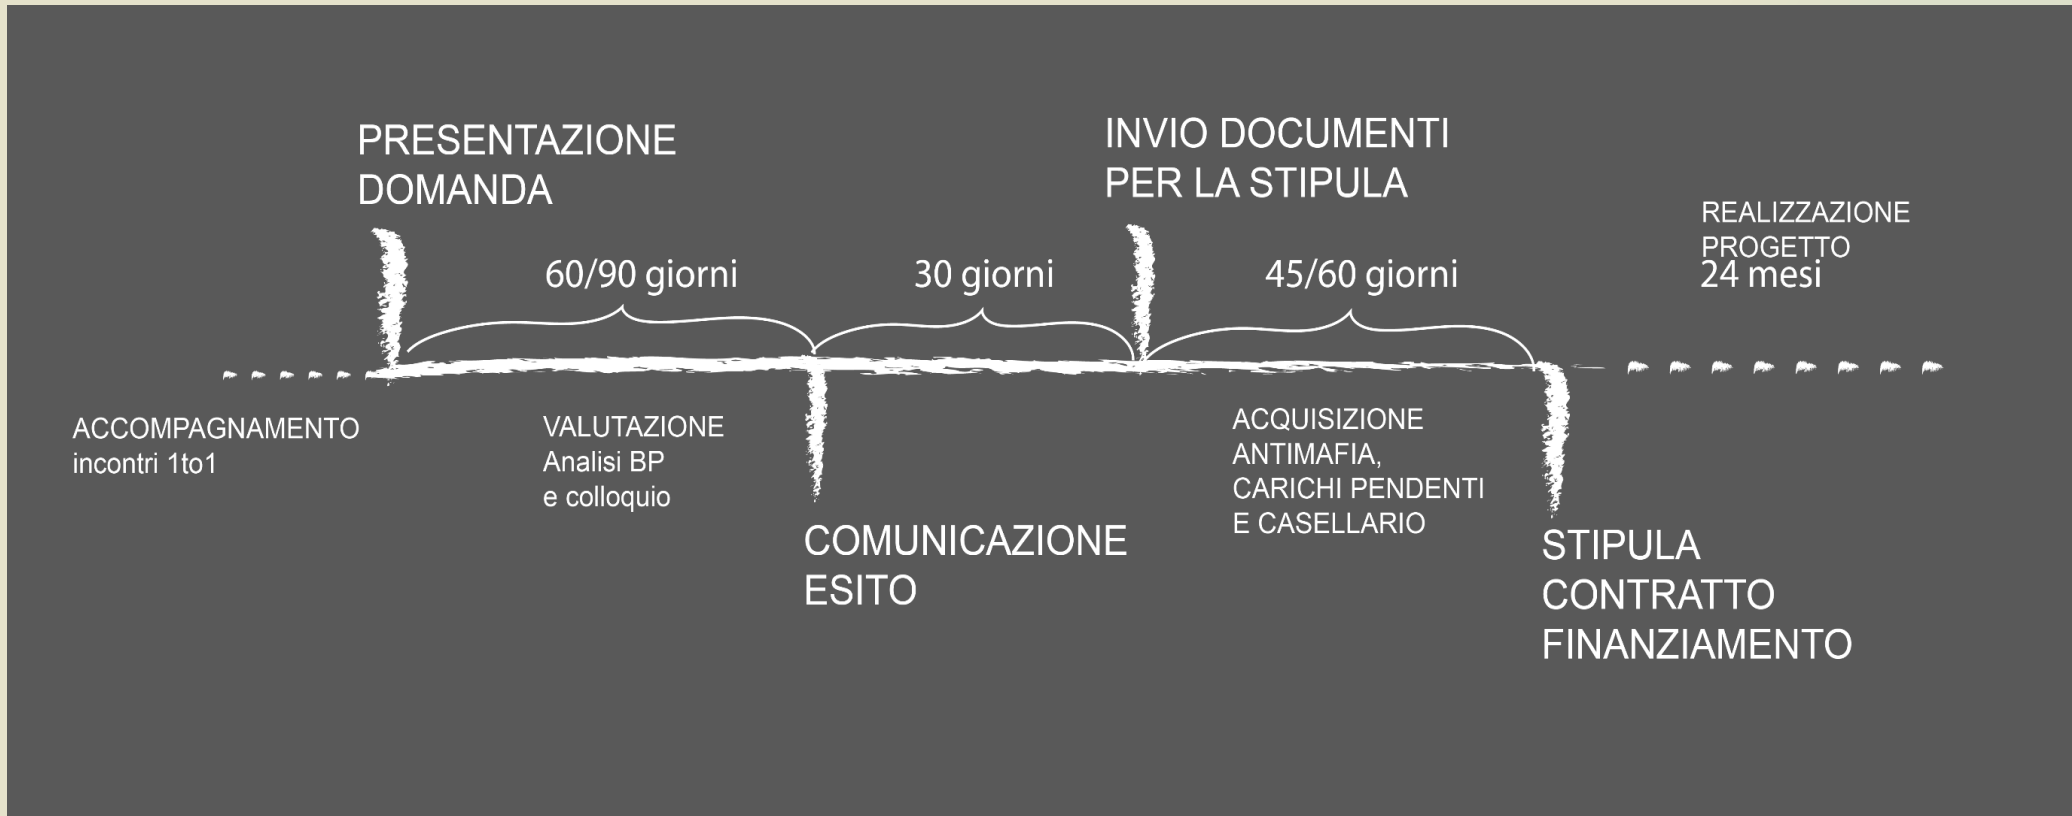 PRESENTAZIONE
DOMANDA
INVIO DOCUMENTI
PER LA STIPULA
REALIZZAZIONE
PROGETTO
24 mesi
60/90 giorni
30 giorni
45/60 giorni
ACCOMPAGNAMENTO
incontri 1to1
VALUTAZIONE
Analisi BP
e colloquio
ACQUISIZIONE
ANTIMAFIA,
CARICHI PENDENTI
E CASELLARIO
COMUNICAZIONE
ESITO
STIPULA
CONTRATTO
FINANZIAMENTO